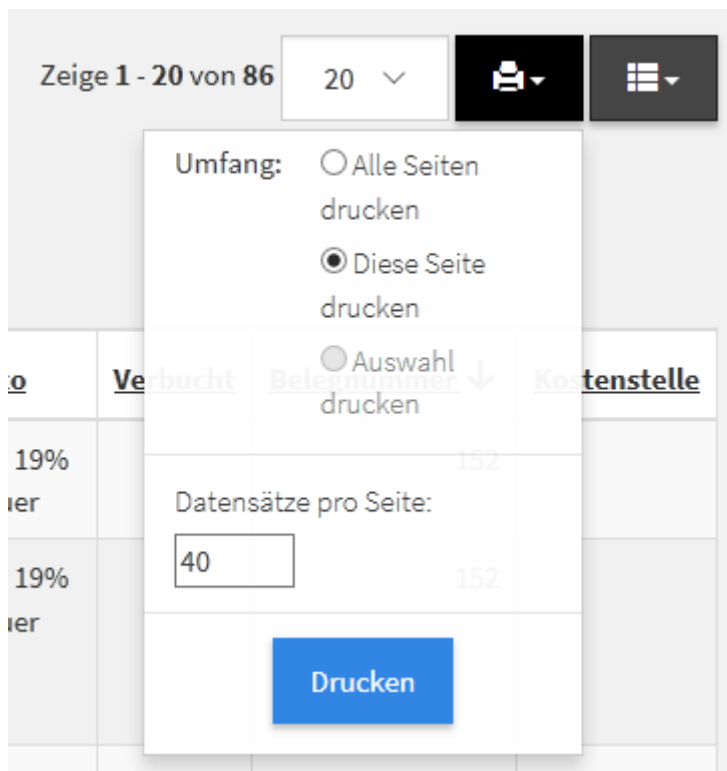 Zeige 1 - 20 von 86 20
Umfang: Alle Seiten
drucken
Diese Seite
drucken
Auswahl
drucken
Verbucht Belegnummer Kostenstelle
19% 152
Datensätze pro Seite:
40
19% 152
Drucken